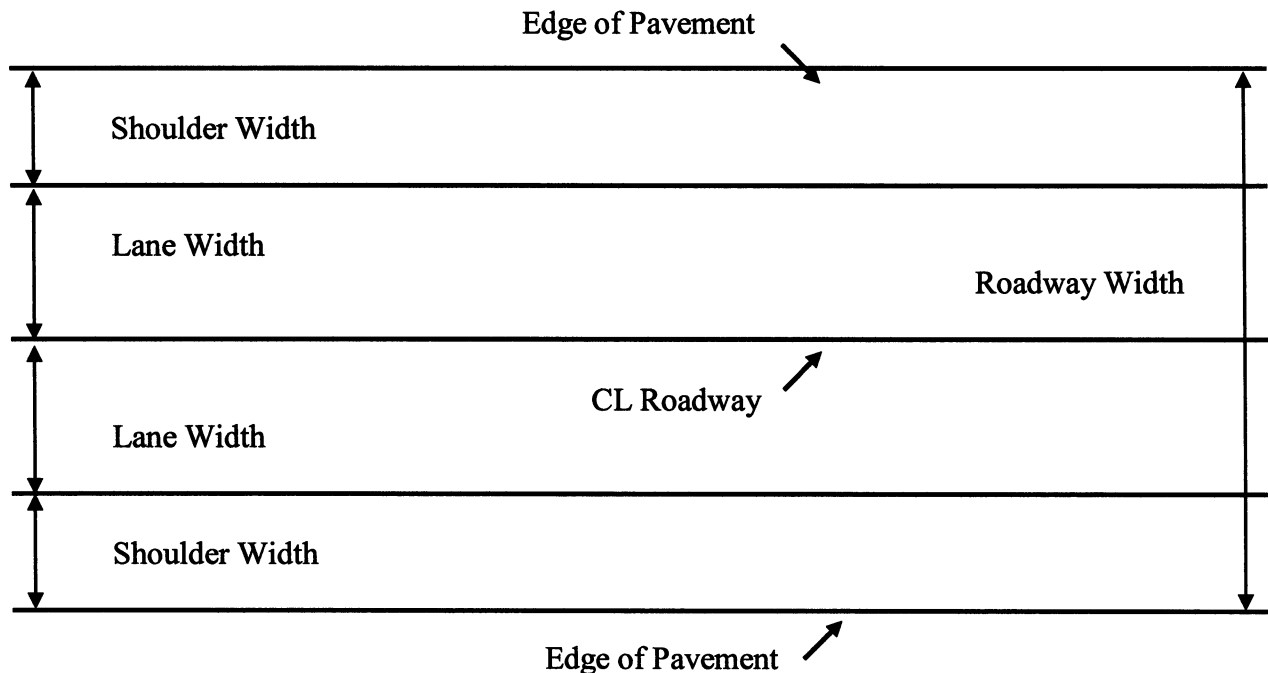 Edge of Pavement
Shoulder Width
Lane Width
Roadway Width
CL Roadway
Lane Width
Shoulder Width
Edge of Pavement